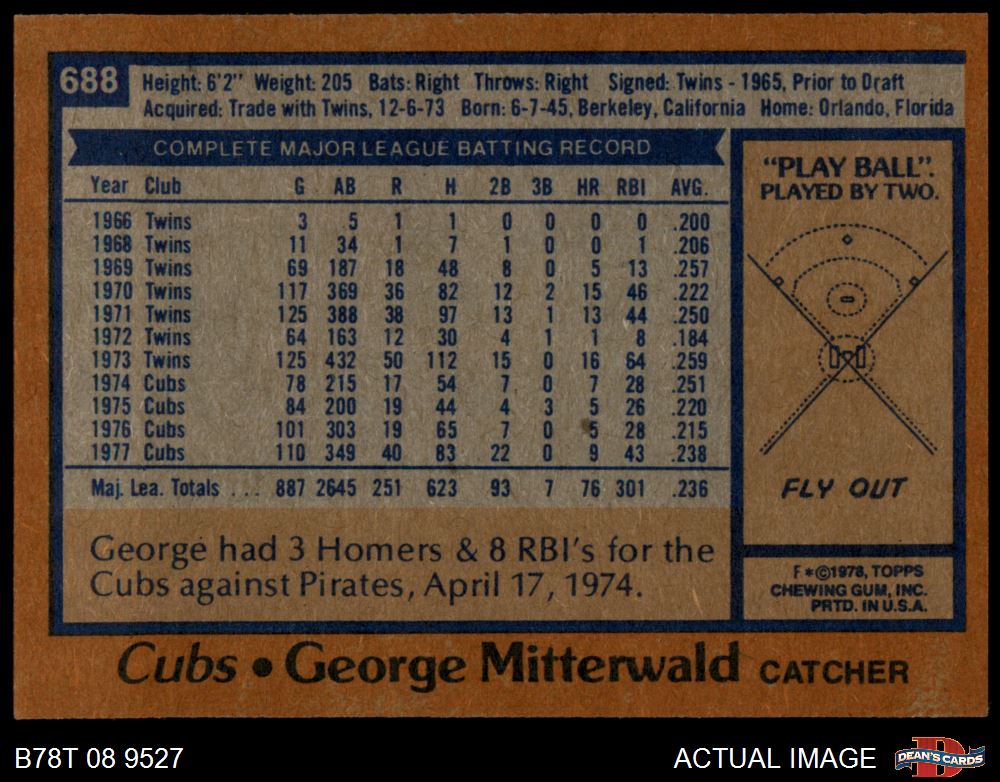 688
Height: 6'2" Weight: 205 Bats: Right Throws: Right Signed: Twins - 1965, Prior to Draft
Acquired: Trade with Twins, 12-6-73 Born: 6-7-45, Berkeley, California Home: Orlando, Florida
COMPLETE MAJOR LEAGUE BATTING RECORD
Year Club G AB R H 2B 3B HR RBI AVG.
1966 Twins 3 5 1 1 0 0 0 0 .200
1968 Twins 11 34 1 7 1 0 0 1 .206
1969 Twins 69 187 18 48 8 0 5 13 .257
1970 Twins 117 369 36 82 12 2 15 46 .222
1971 Twins 125 388 38 97 13 1 13 44 .250
1972 Twins 64 163 12 30 4 1 1 8 .184
1973 Twins 125 432 50 112 15 0 16 64 .259
1974 Cubs 78 215 17 54 7 0 7 28 .251
1975 Cubs 84 200 19 44 4 3 5 26 .220
1976 Cubs 101 303 19 65 7 0 5 28 .215
1977 Cubs 110 349 40 83 22 0 9 43 .238
Maj. Lea. Totals ... 887 2645 251 623 93 7 76 301 .236
George had 3 Homers & 8 RBI's for the
Cubs against Pirates, April 17, 1974.
"PLAY BALL".
PLAYED BY TWO.
FLY OUT
F*©1978, TOPPS
CHEWING GUM, INC.
PRTD. IN U.S.A.
Cubs • George Mitterwald CATCHER
B78T 08 9527
ACTUAL IMAGE
D
DEAN'S CARDS